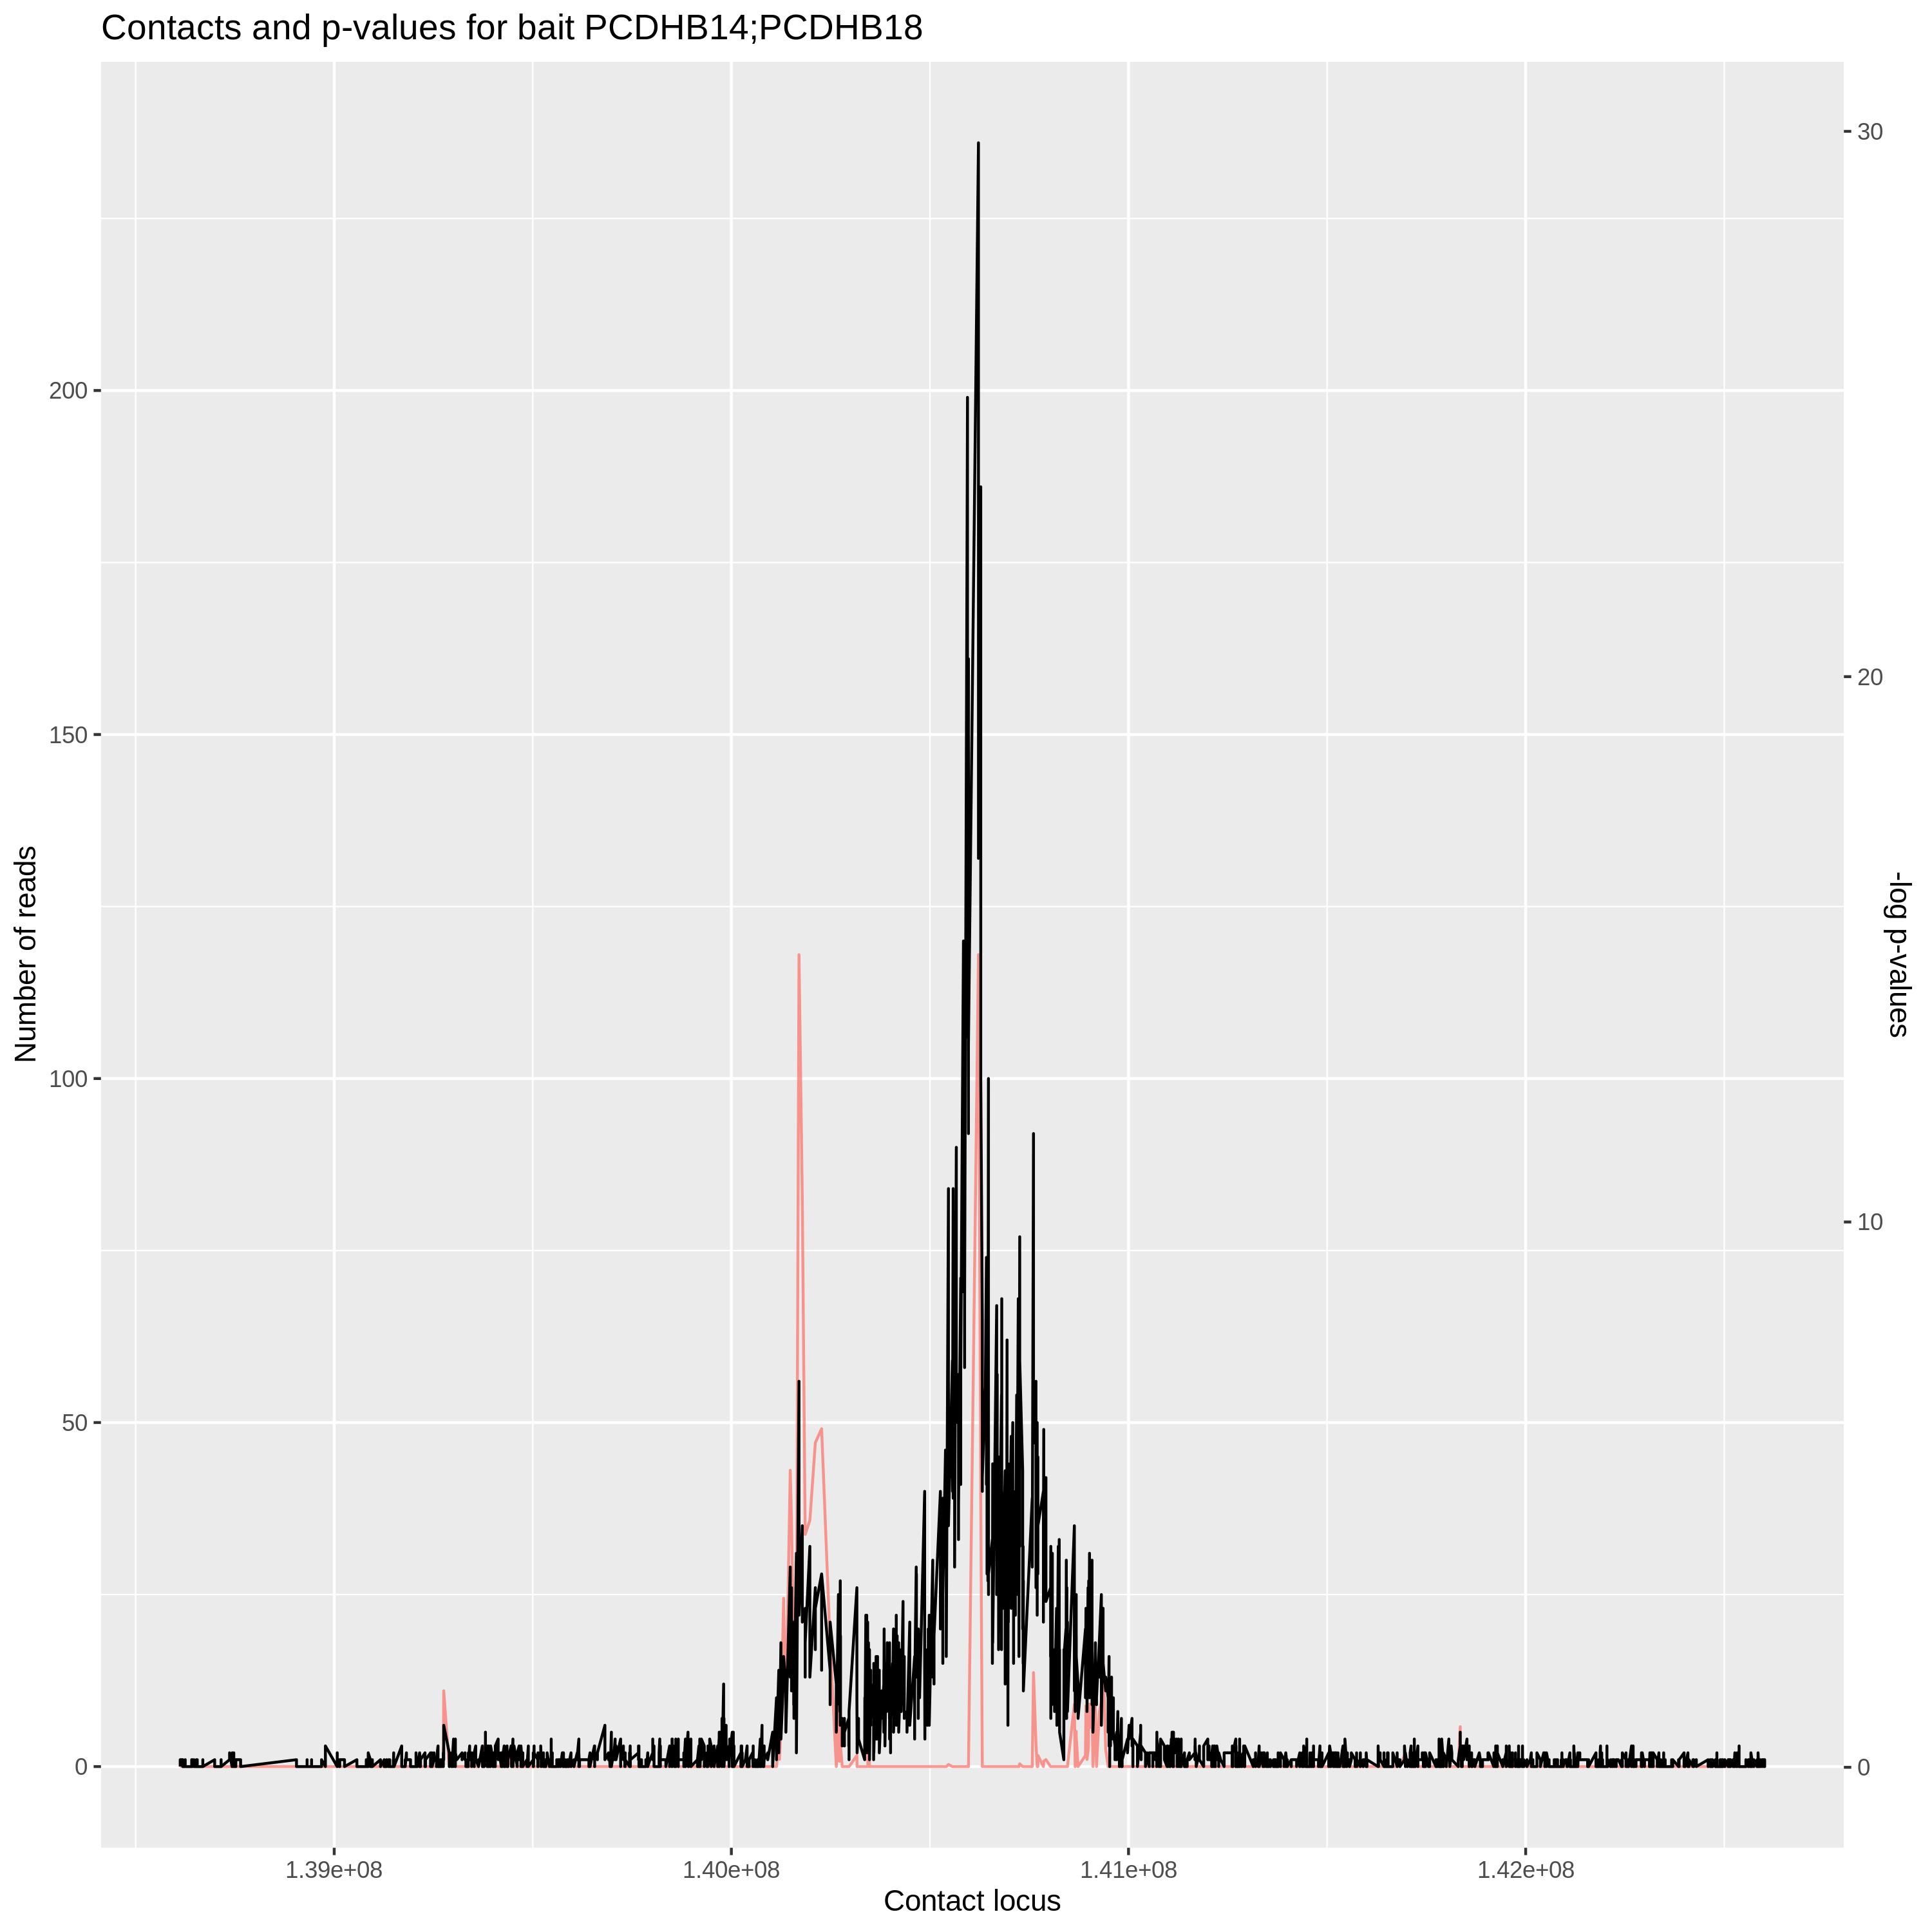 Contacts and p-values for bait PCDHB14;PCDHB18
Number of reads
200
150
100
50
0
30
20
10
0
-log p-values
1.39e+08 1.40e+08 1.41e+08 1.42e+08
Contact locus